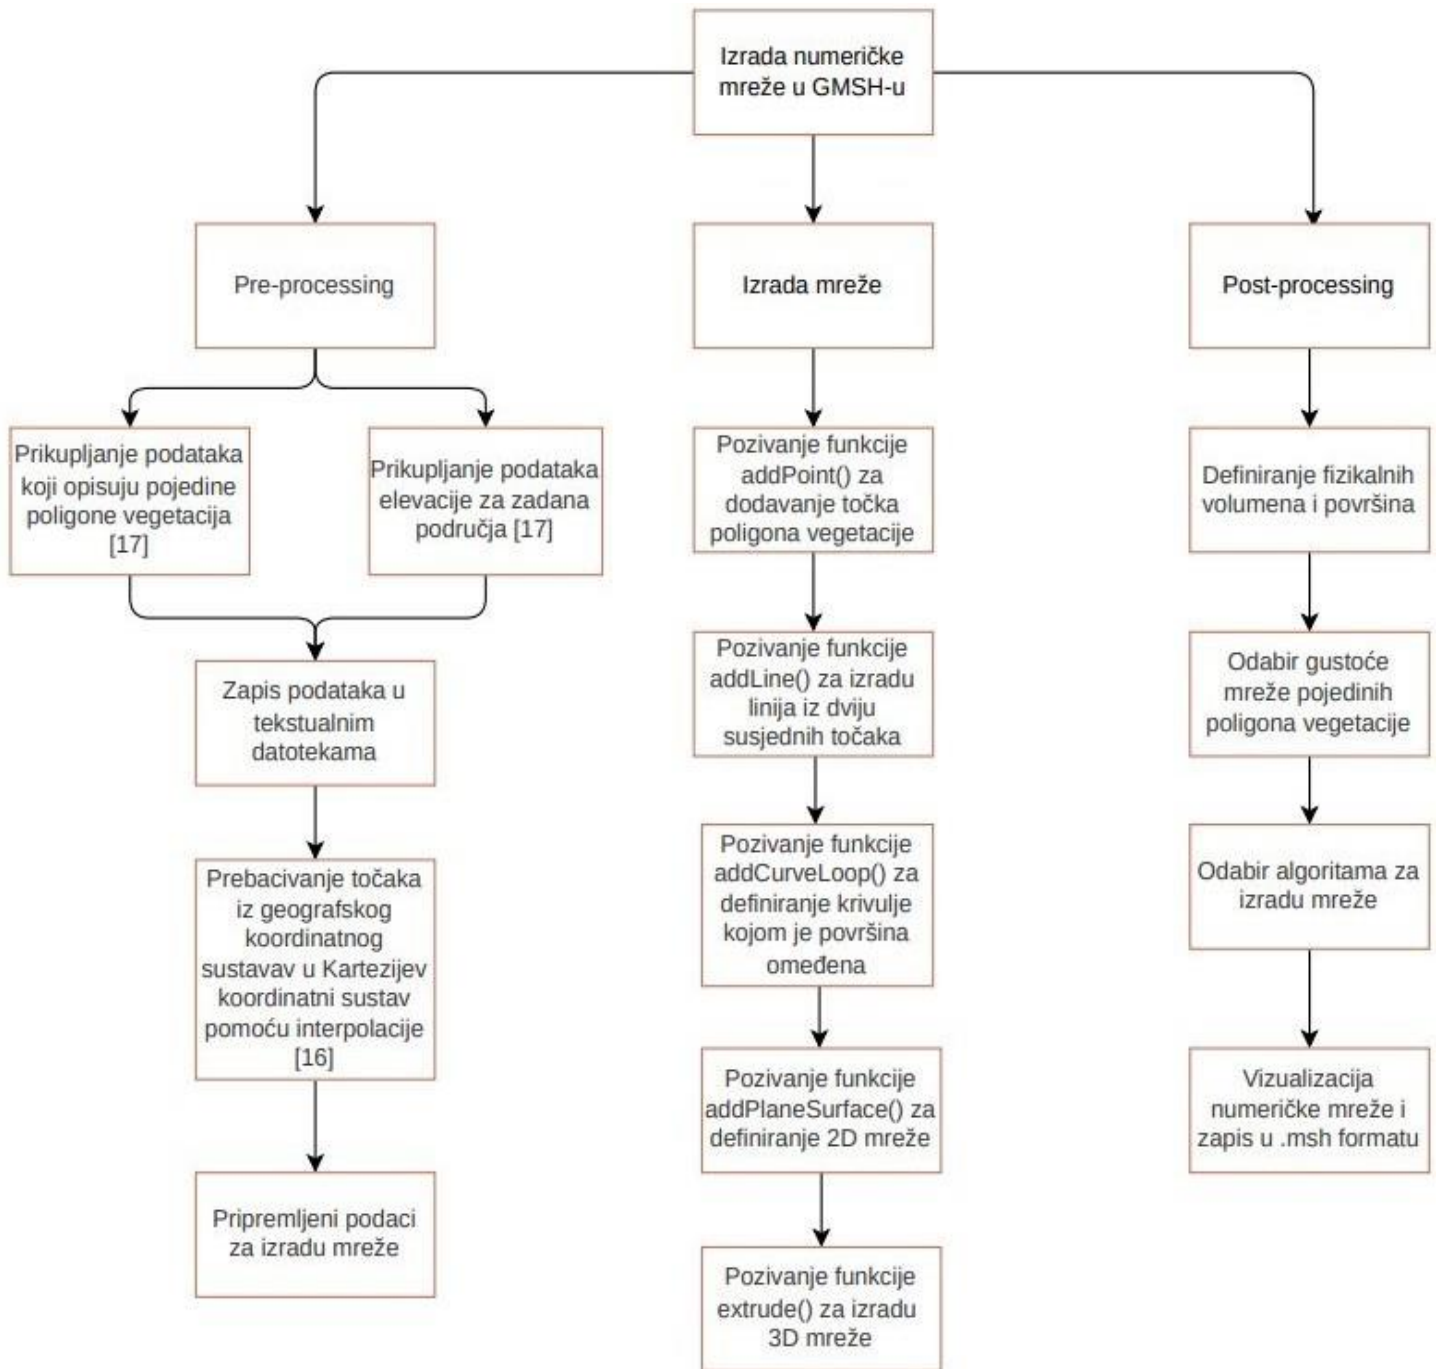 Izrada numeričke
mreže u GMSH-u
Pre-processing
Izrada mreže
Post-processing
Prikupljanje podataka
koji opisuju pojedine
poligone vegetacija
[17]
Prikupljanje podataka
elevacije za zadana
područja [17]
Zapis podataka u
tekstualnim
datotekama
Prebacivanje točaka
iz geografskog
koordinatnog
sustavav u Kartezijev
koordinatni sustav
pomoću interpolacije
[16]
Pripremljeni podaci
za izradu mreže
Pozivanje funkcije
addPoint() za
dodavanje točka
poligona vegetacije
Pozivanje funkcije
addLine() za izradu
linija iz dviju
susjednih točaka
Pozivanje funkcije
addCurveLoop() za
definiranje krivulje
kojom je površina
omeđena
Pozivanje funkcije
addPlaneSurface() za
definiranje 2D mreže
Pozivanje funkcije
extrude() za izradu
3D mreže
Definiranje fizikalnih
volumena i površina
Odabir gustoće
mreže pojedinih
poligona vegetacije
Odabir algoritama za
izradu mreže
Vizualizacija
numeričke mreže i
zapis u .msh formatu